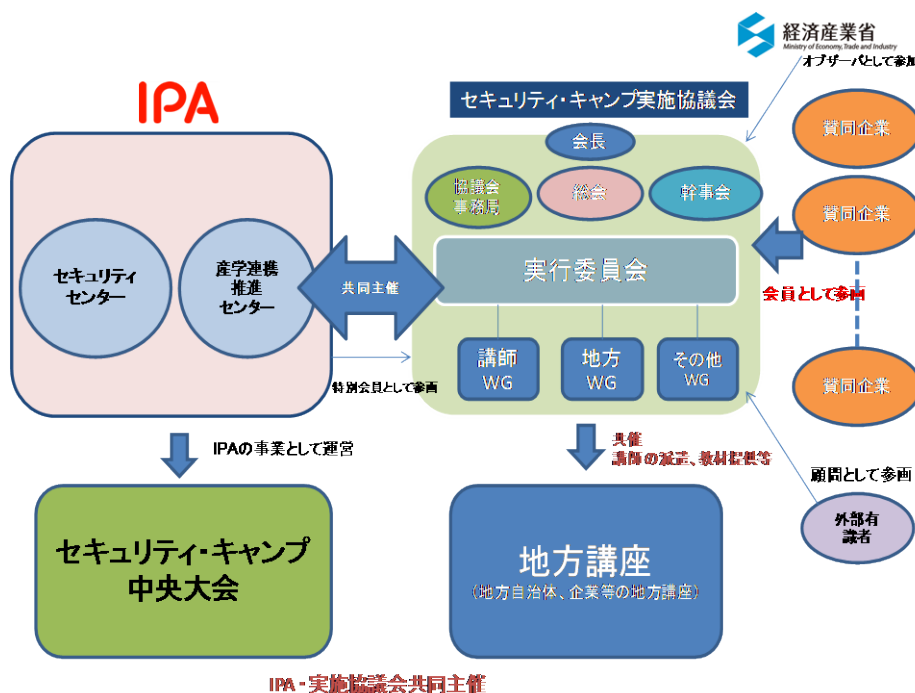 経済産業省
Ministry of Economy, Trade and Industry
オブザーバとして参加
IPA
セキュリティ・キャンプ実施協議会
会長
協議会
事務局
総会
幹事会
賛同企業
賛同企業
セキュリティ
センター
産学連携
推進
センター
共同主催
実行委員会
会員として参画
講師
WG
地方
WG
その他
WG
賛同企業
特別会員として参画
IPAの事業として運営
共催
講師の派遣、教材提供等
顧問として参画
外部有
識者
セキュリティ・キャンプ
中央大会
地方講座
(地方自治体、企業等の地方講座)
IPA・実施協議会共同主催